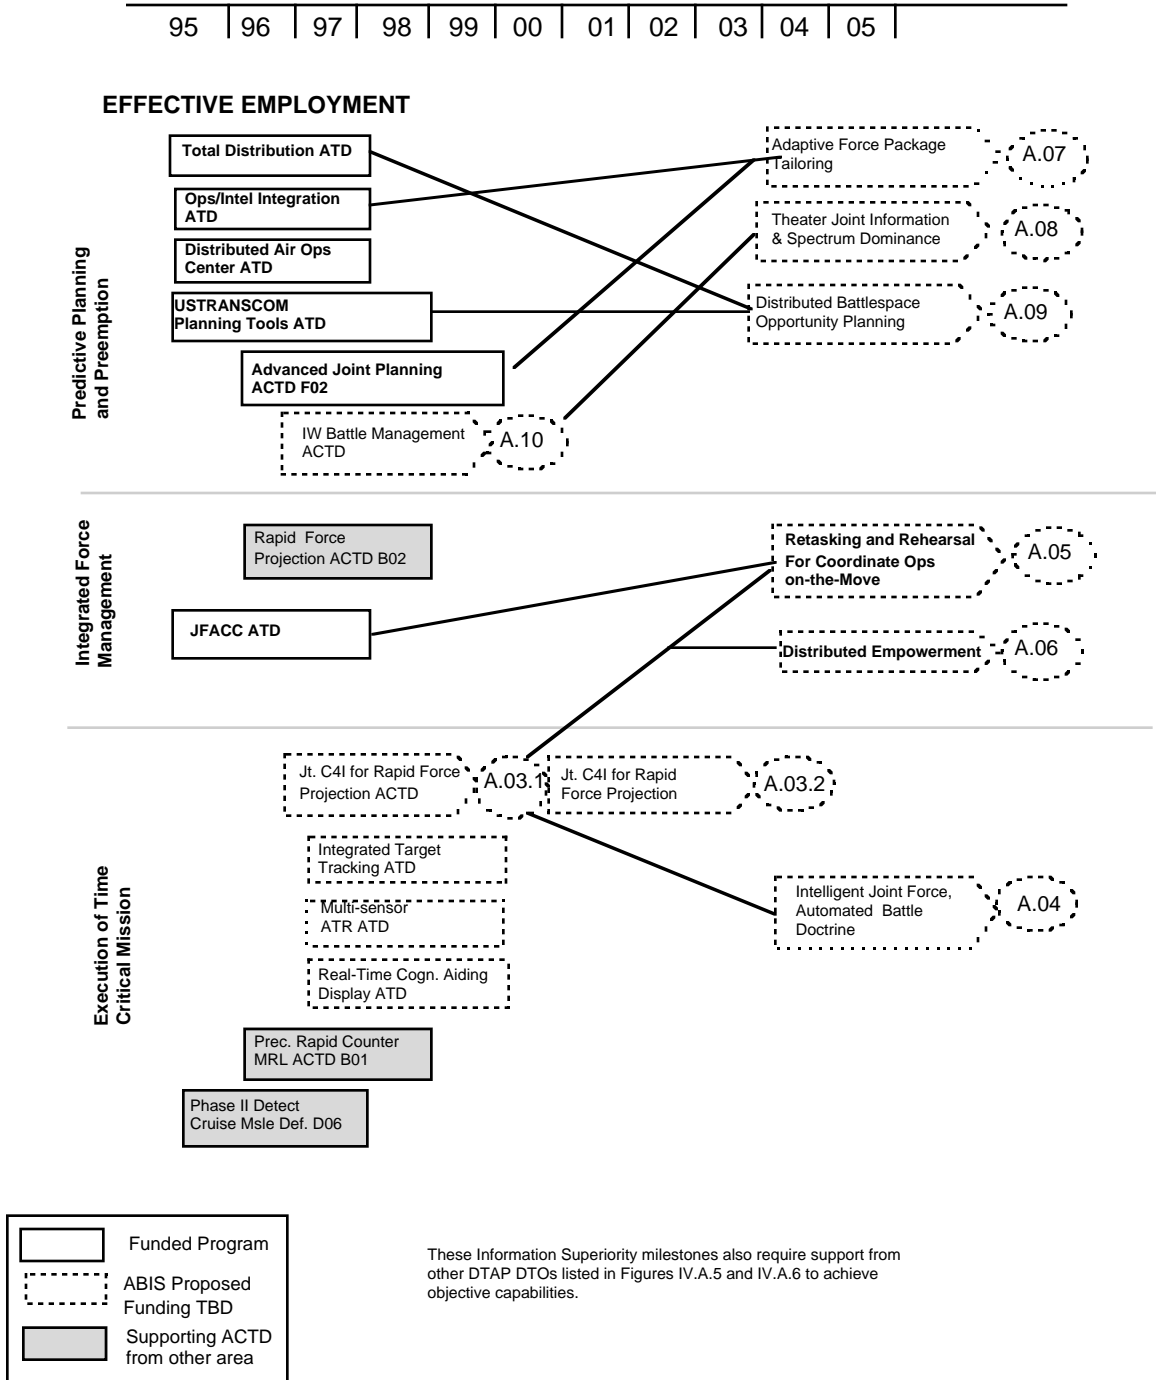 95 96 97 98 99 00 01 02 03 04 05
EFFECTIVE EMPLOYMENT
Predictive Planning
and Preemption
Total Distribution ATD
Ops/Intel Integration
ATD
Distributed Air Ops
Center ATD
USTRANSCOM
Planning Tools ATD
Advanced Joint Planning
ACTD F02
IW Battle Management
ACTD
A.10
Adaptive Force Package
Tailoring
A.07
Theater Joint Information
& Spectrum Dominance
A.08
Distributed Battlespace
Opportunity Planning
A.09
Integrated Force
Management
Rapid Force
Projection ACTD B02
JFACC ATD
Retasking and Rehearsal
For Coordinate Ops
on-the-Move
A.05
Distributed Empowerment
A.06
Execution of Time
Critical Mission
Jt. C4I for Rapid Force
Projection ACTD
A.03.1
Jt. C4I for Rapid
Force Projection
A.03.2
Integrated Target
Tracking ATD
Multi-sensor
ATR ATD
Real-Time Cogn. Aiding
Display ATD
Intelligent Joint Force,
Automated Battle
Doctrine
A.04
Prec. Rapid Counter
MRL ACTD B01
Phase II Detect
Cruise Msle Def. D06
Funded Program
ABIS Proposed
Funding TBD
Supporting ACTD
from other area
These Information Superiority milestones also require support from
other DTAP DTOs listed in Figures IV.A.5 and IV.A.6 to achieve
objective capabilities.